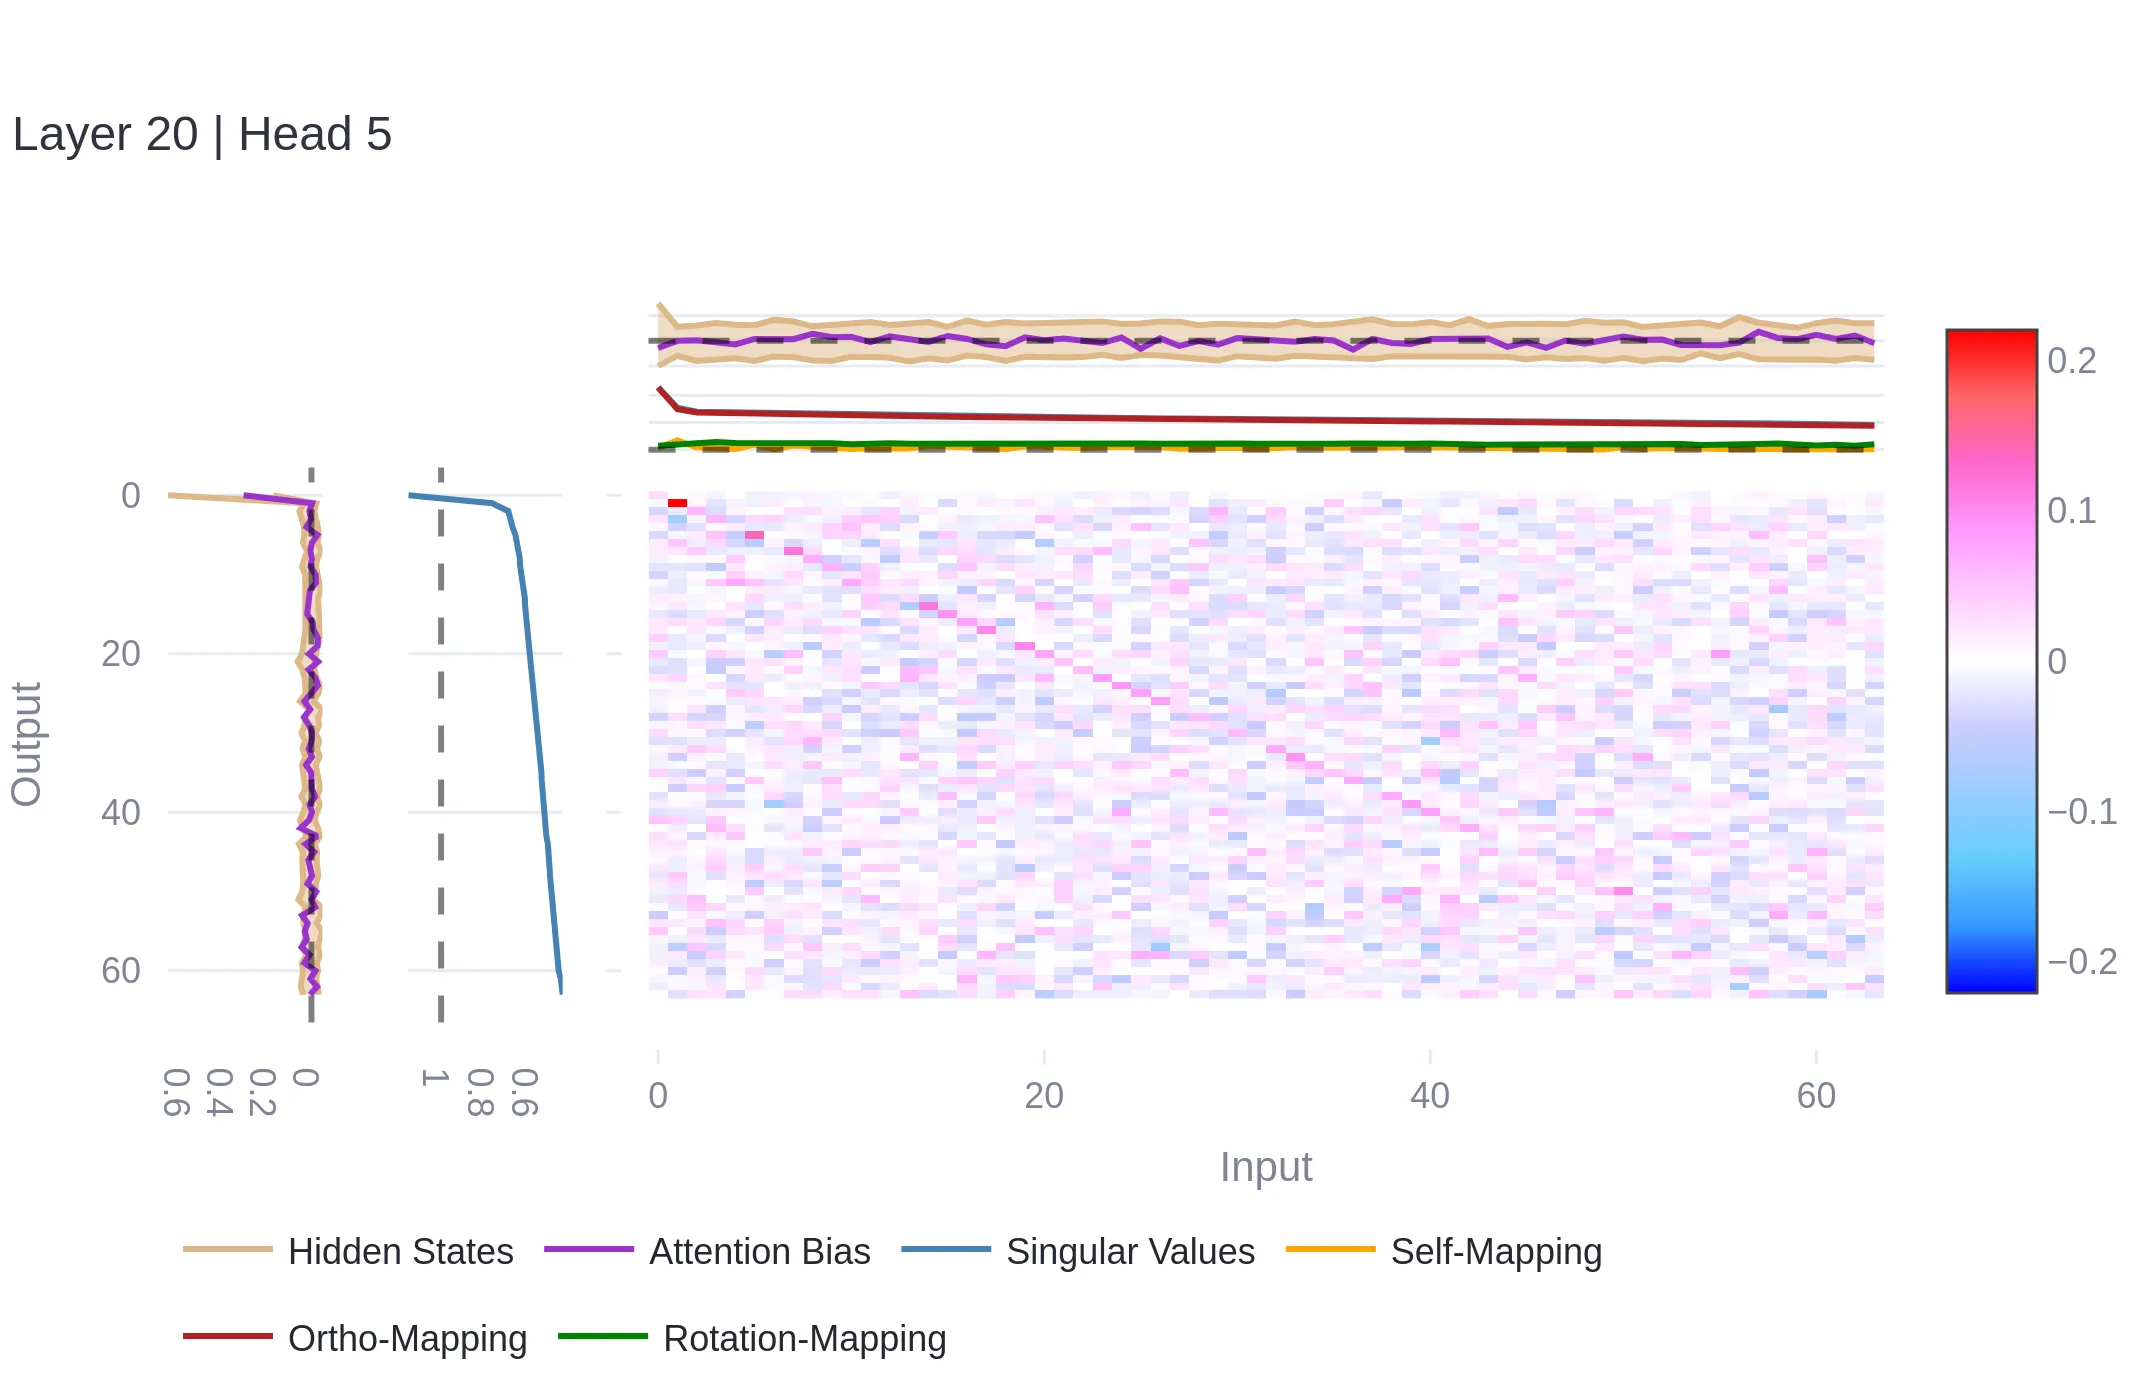 Layer 20 | Head 5
0
20
40
60
Output
0.6
0.4
0.2
0
1
0.8
0.6
0
20
40
60
Input
0.2
0.1
0
−0.1
−0.2
Hidden States
Attention Bias
Singular Values
Self-Mapping
Ortho-Mapping
Rotation-Mapping